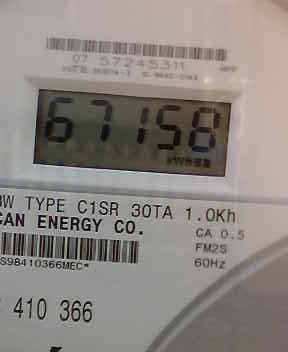 07 57245311
67158
kWh
W TYPE C1SR 30TA 1.0Kh
CAN ENERGY CO.
CA 0.5
FM2S
60Hz
S98410366MEC*
410 366